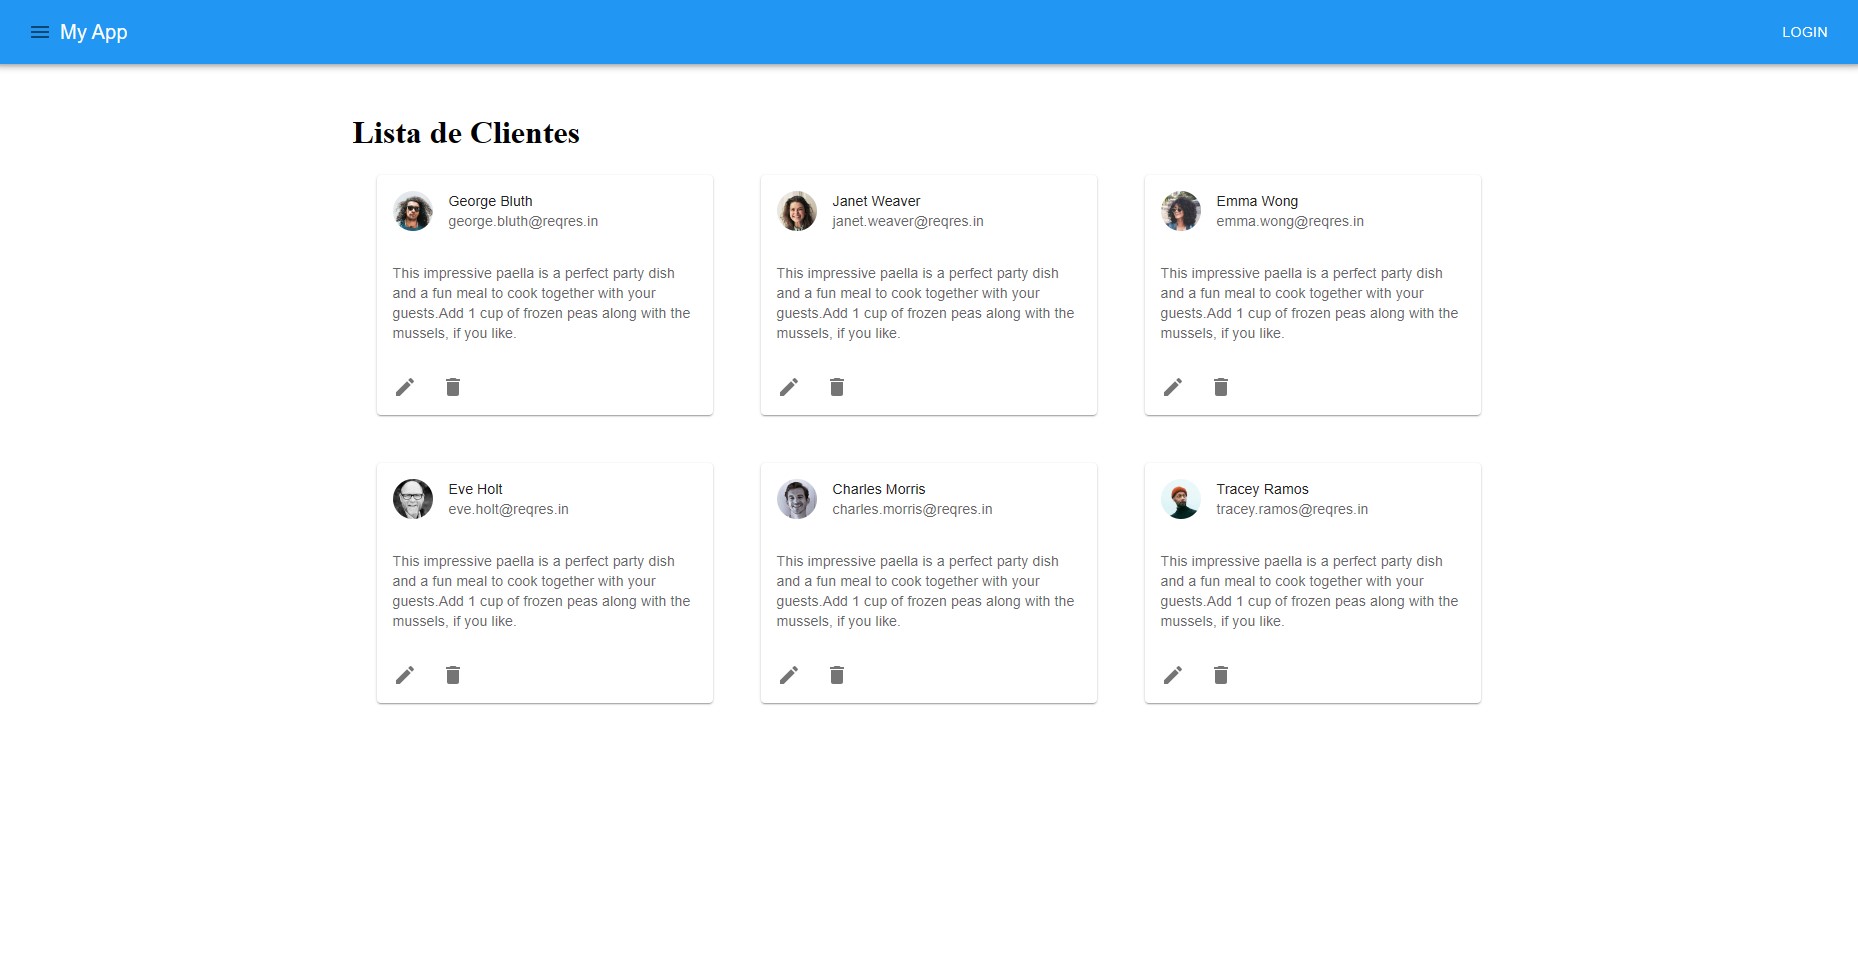 My App
LOGIN
Lista de Clientes
George Bluth
george.bluth@reqres.in
This impressive paella is a perfect party dish
and a fun meal to cook together with your
guests.Add 1 cup of frozen peas along with the
mussels, if you like.
Janet Weaver
janet.weaver@reqres.in
This impressive paella is a perfect party dish
and a fun meal to cook together with your
guests.Add 1 cup of frozen peas along with the
mussels, if you like.
Emma Wong
emma.wong@reqres.in
This impressive paella is a perfect party dish
and a fun meal to cook together with your
guests.Add 1 cup of frozen peas along with the
mussels, if you like.
Eve Holt
eve.holt@reqres.in
This impressive paella is a perfect party dish
and a fun meal to cook together with your
guests.Add 1 cup of frozen peas along with the
mussels, if you like.
Charles Morris
charles.morris@reqres.in
This impressive paella is a perfect party dish
and a fun meal to cook together with your
guests.Add 1 cup of frozen peas along with the
mussels, if you like.
Tracey Ramos
tracey.ramos@reqres.in
This impressive paella is a perfect party dish
and a fun meal to cook together with your
guests.Add 1 cup of frozen peas along with the
mussels, if you like.